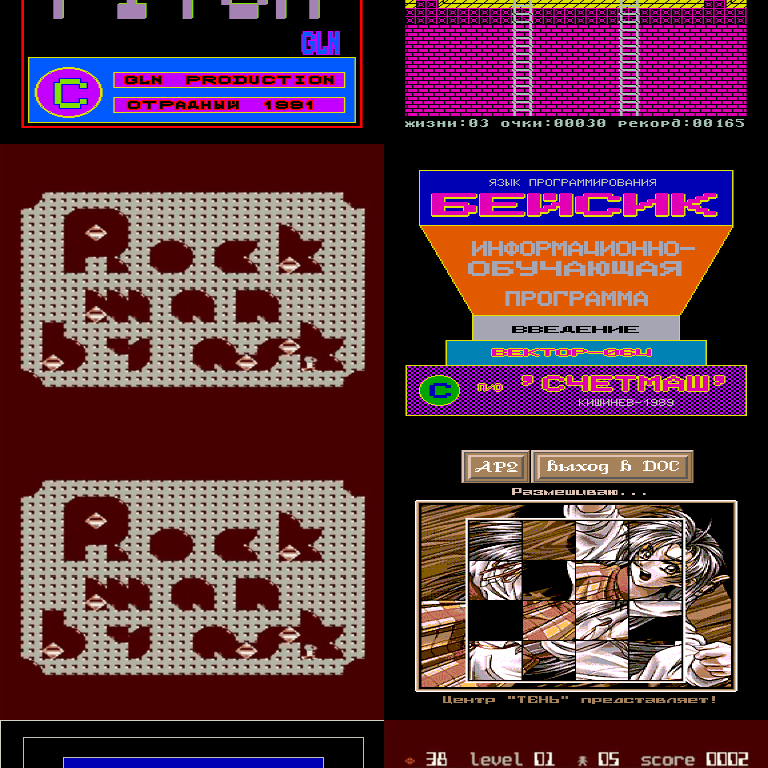 GLN
C
GLN PRODUCTION
ОТРАДНЫЙ 1991
жизни:03 очки:00030 рекорд:00165
Rock
man
by ask
ЯЗЫК ПРОГРАММИРОВАНИЯ
БЕЙСИК
ИНФОРМАЦИОННО-
ОБУЧАЮЩАЯ
ПРОГРАММА
ВВЕДЕНИЕ
ВЕКТОР-06Ц
С П/О "СЧЕТМАШ"
КИШИНЕВ-1989
Rock
man
by ask
АР2 Выход в DOC
Размешиваю...
Центр "ТЕНЬ" представляет!
38 level 01 05 score 0002